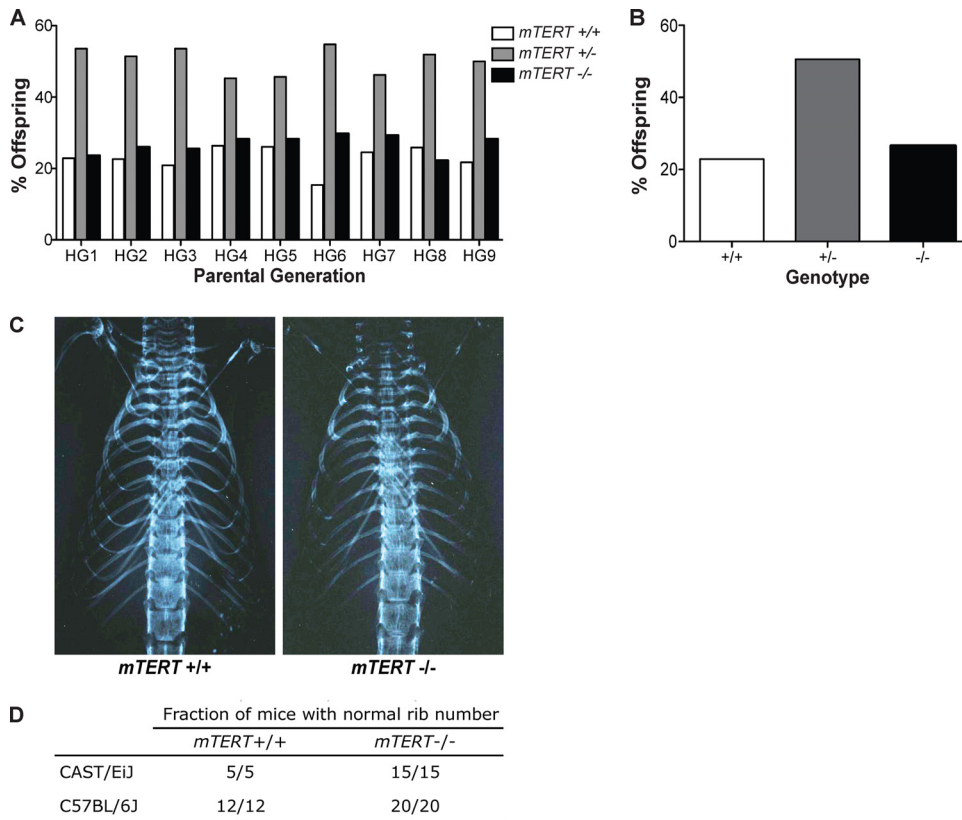 A
60
40
20
0
% Offspring
mTERT +/+
mTERT +/-
mTERT -/-
HG1 HG2 HG3 HG4 HG5 HG6 HG7 HG8 HG9
Parental Generation
B
60
40
20
0
% Offspring
+/+ +/- -/-
Genotype
C
mTERT +/+ mTERT -/-
D
Fraction of mice with normal rib number
mTERT+/+ mTERT-/-
CAST/EiJ 5/5 15/15
C57BL/6J 12/12 20/20